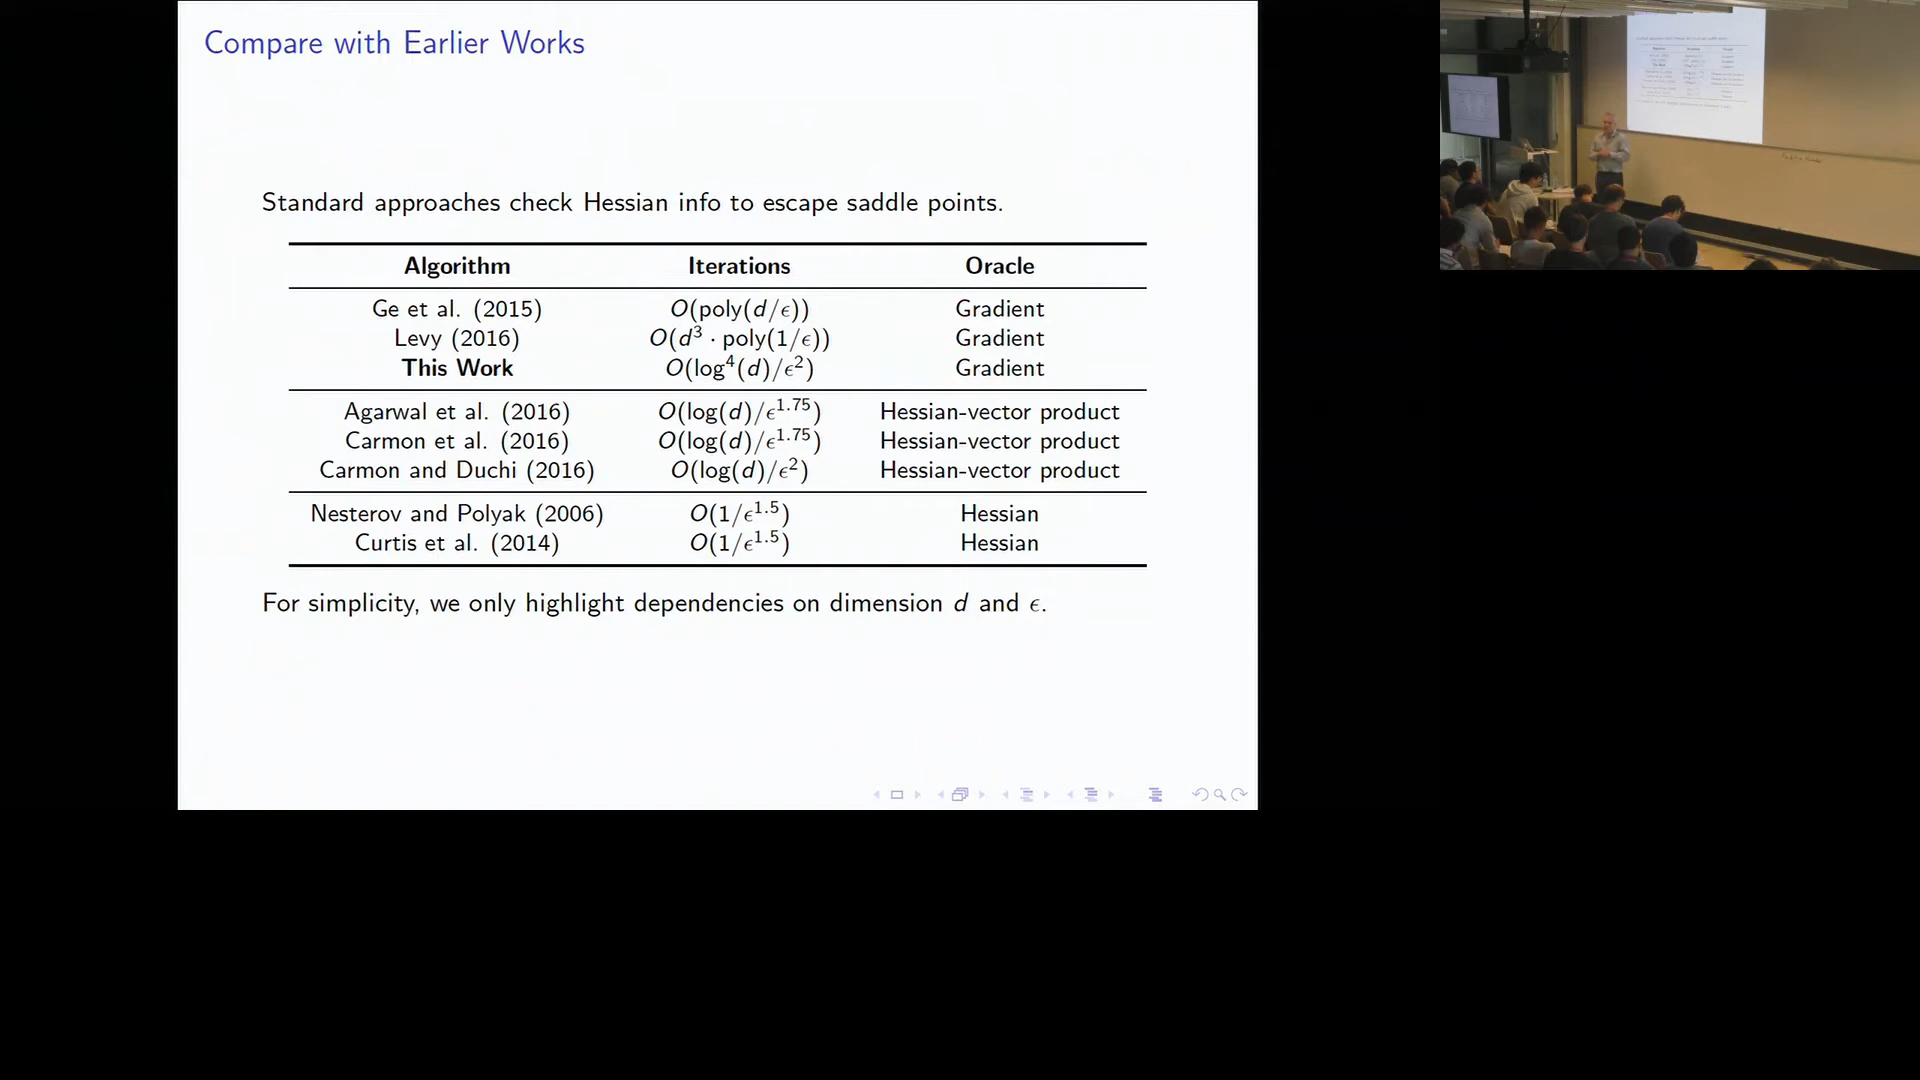 Compare with Earlier Works
Standard approaches check Hessian info to escape saddle points.
Algorithm Iterations Oracle
Ge et al. (2015) O(poly(d/ϵ)) Gradient
Levy (2016) O(d³ · poly(1/ϵ)) Gradient
This Work O(log⁴(d)/ϵ²) Gradient
Agarwal et al. (2016) O(log(d)/ϵ^1.75) Hessian-vector product
Carmon et al. (2016) O(log(d)/ϵ^1.75) Hessian-vector product
Carmon and Duchi (2016) O(log(d)/ϵ²) Hessian-vector product
Nesterov and Polyak (2006) O(1/ϵ^1.5) Hessian
Curtis et al. (2014) O(1/ϵ^1.5) Hessian
For simplicity, we only highlight dependencies on dimension d and ϵ.